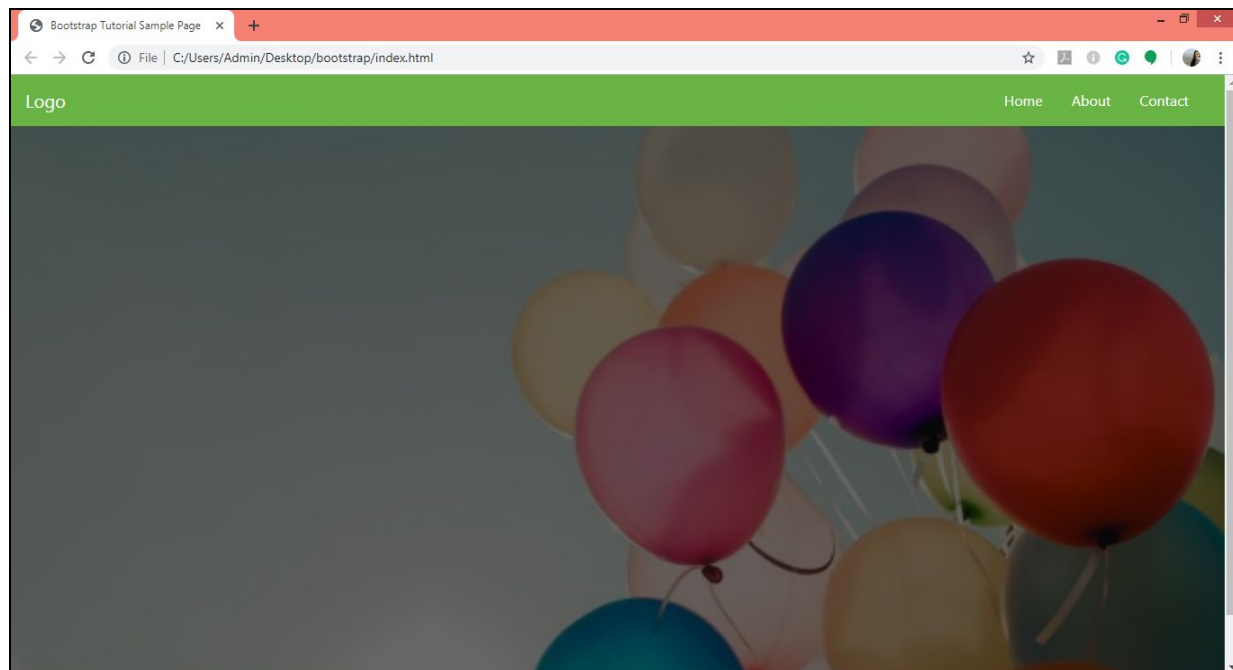 Bootstrap Tutorial Sample Page
File | C:/Users/Admin/Desktop/bootstrap/index.html
Logo Home About Contact